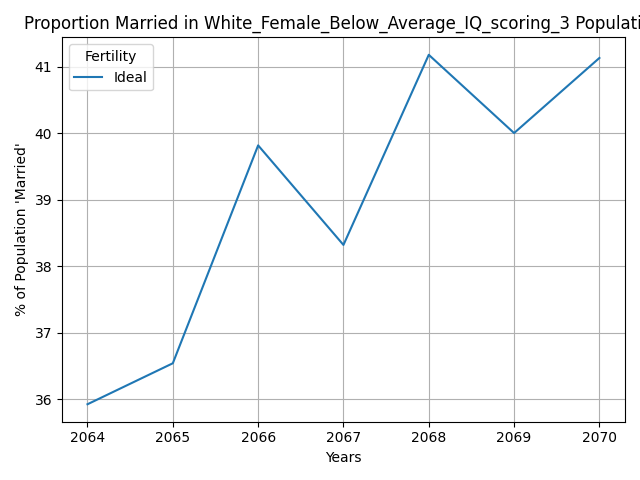 Proportion Married in White_Female_Below_Average_IQ_scoring_3 Populati
Fertility
Ideal
% of Population 'Married'
41
40
39
38
37
36
2064 2065 2066 2067 2068 2069 2070
Years